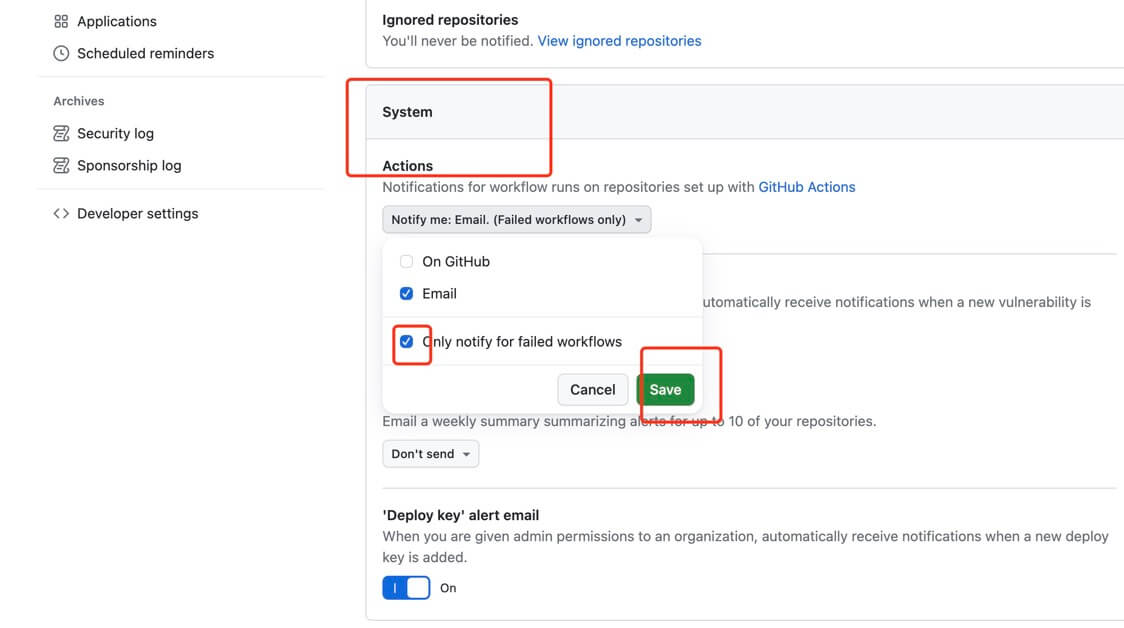 Applications
Scheduled reminders
Archives
Security log
Sponsorship log
Developer settings
Ignored repositories
You'll never be notified. View ignored repositories
System
Actions
Notifications for workflow runs on repositories set up with GitHub Actions
Notify me: Email. (Failed workflows only)
On GitHub
Email
utomatically receive notifications when a new vulnerability is
Only notify for failed workflows
Cancel
Save
Email a weekly summary summarizing alerts for up to 10 of your repositories.
Don't send
'Deploy key' alert email
When you are given admin permissions to an organization, automatically receive notifications when a new deploy
key is added.
On